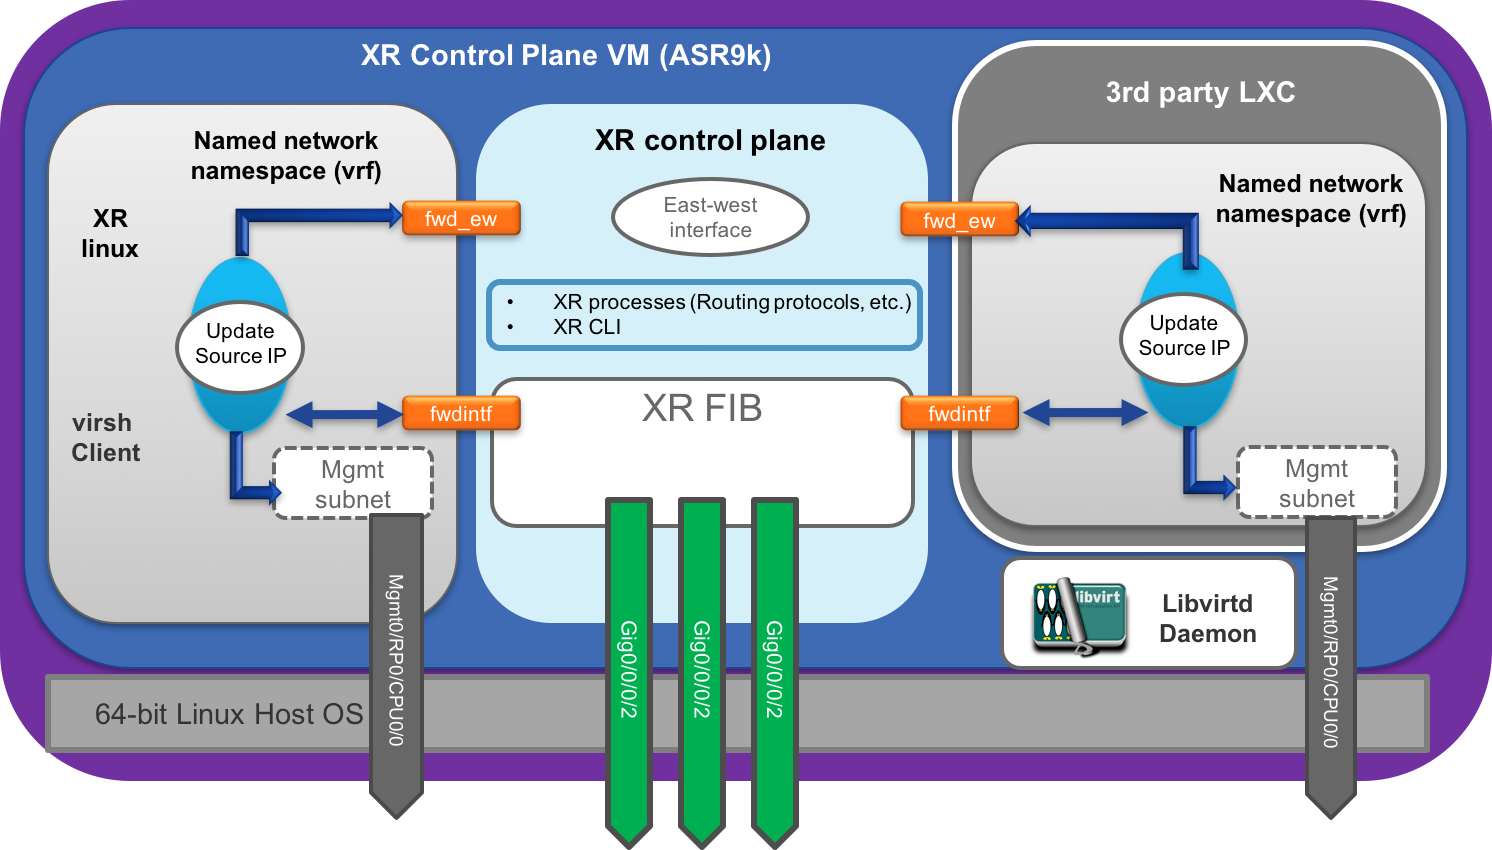 XR Control Plane VM (ASR9k)
3rd party LXC
Named network
namespace (vrf)
XR
linux
fwd_ew
Update
Source IP
virsh
Client
fwdintf
Mgmt
subnet
Mgmt0/RP0/CPU0/0
XR control plane
East-west
interface
• XR processes (Routing protocols, etc.)
• XR CLI
XR FIB
Gig0/0/0/2
Gig0/0/0/2
Gig0/0/0/2
Named network
namespace (vrf)
fwd_ew
Update
Source IP
fwdintf
Mgmt
subnet
Mgmt0/RP0/CPU0/0
libvirt
Libvirtd
Daemon
64-bit Linux Host OS